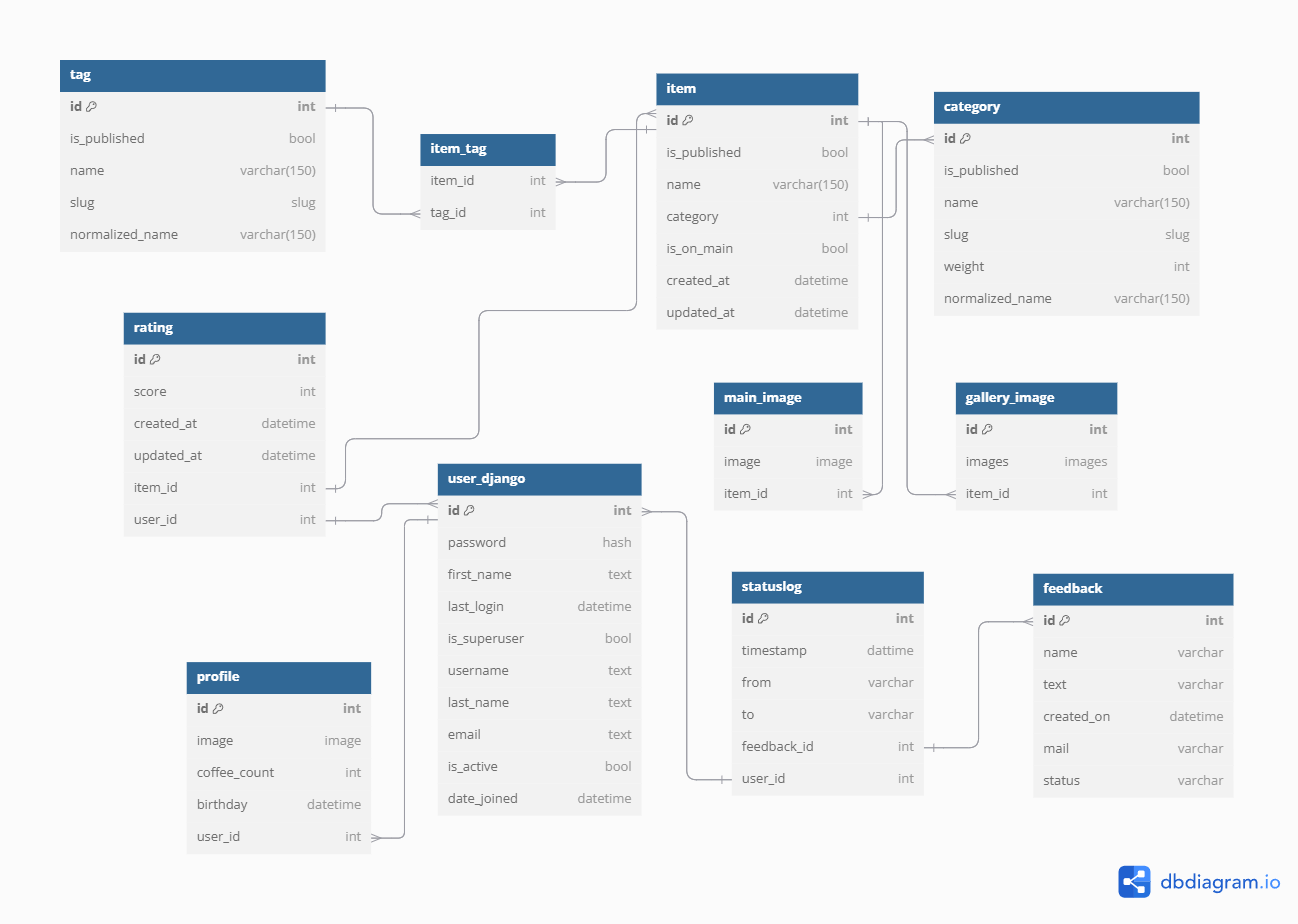 tag
id int
is_published bool
name varchar(150)
slug slug
normalized_name varchar(150)
item_tag
item_id int
tag_id int
item
id int
is_published bool
name varchar(150)
category int
is_on_main bool
created_at datetime
updated_at datetime
category
id int
is_published bool
name varchar(150)
slug slug
weight int
normalized_name varchar(150)
rating
id int
score int
created_at datetime
updated_at datetime
item_id int
user_id int
main_image
id int
image image
item_id int
gallery_image
id int
images images
item_id int
user_django
id int
password hash
first_name text
last_login datetime
is_superuser bool
username text
last_name text
email text
is_active bool
date_joined datetime
statuslog
id int
timestamp dattime
from varchar
to varchar
feedback_id int
user_id int
feedback
id int
name varchar
text varchar
created_on datetime
mail varchar
status varchar
profile
id int
image image
coffee_count int
birthday datetime
user_id int
dbdiagram.io